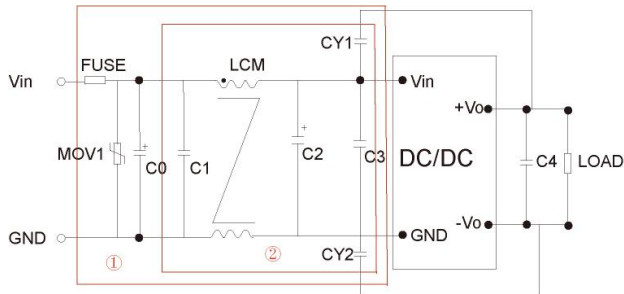 CY1
FUSE
LCM
Vin
Vin
+Vo
MOV1
+
C0
C1
+
C2
C3
DC/DC
C4
LOAD
GND
GND
-Vo
①
②
CY2